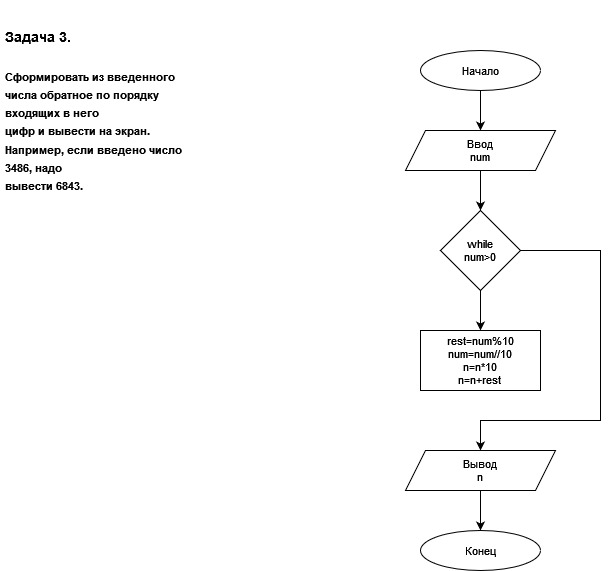 Задача 3.
Сформировать из введенного
числа обратное по порядку
входящих в него
цифр и вывести на экран.
Например, если введено число
3486, надо
вывести 6843.
Начало
Ввод
num
while
num>0
rest=num%10
num=num//10
n=n*10
n=n+rest
Вывод
n
Конец